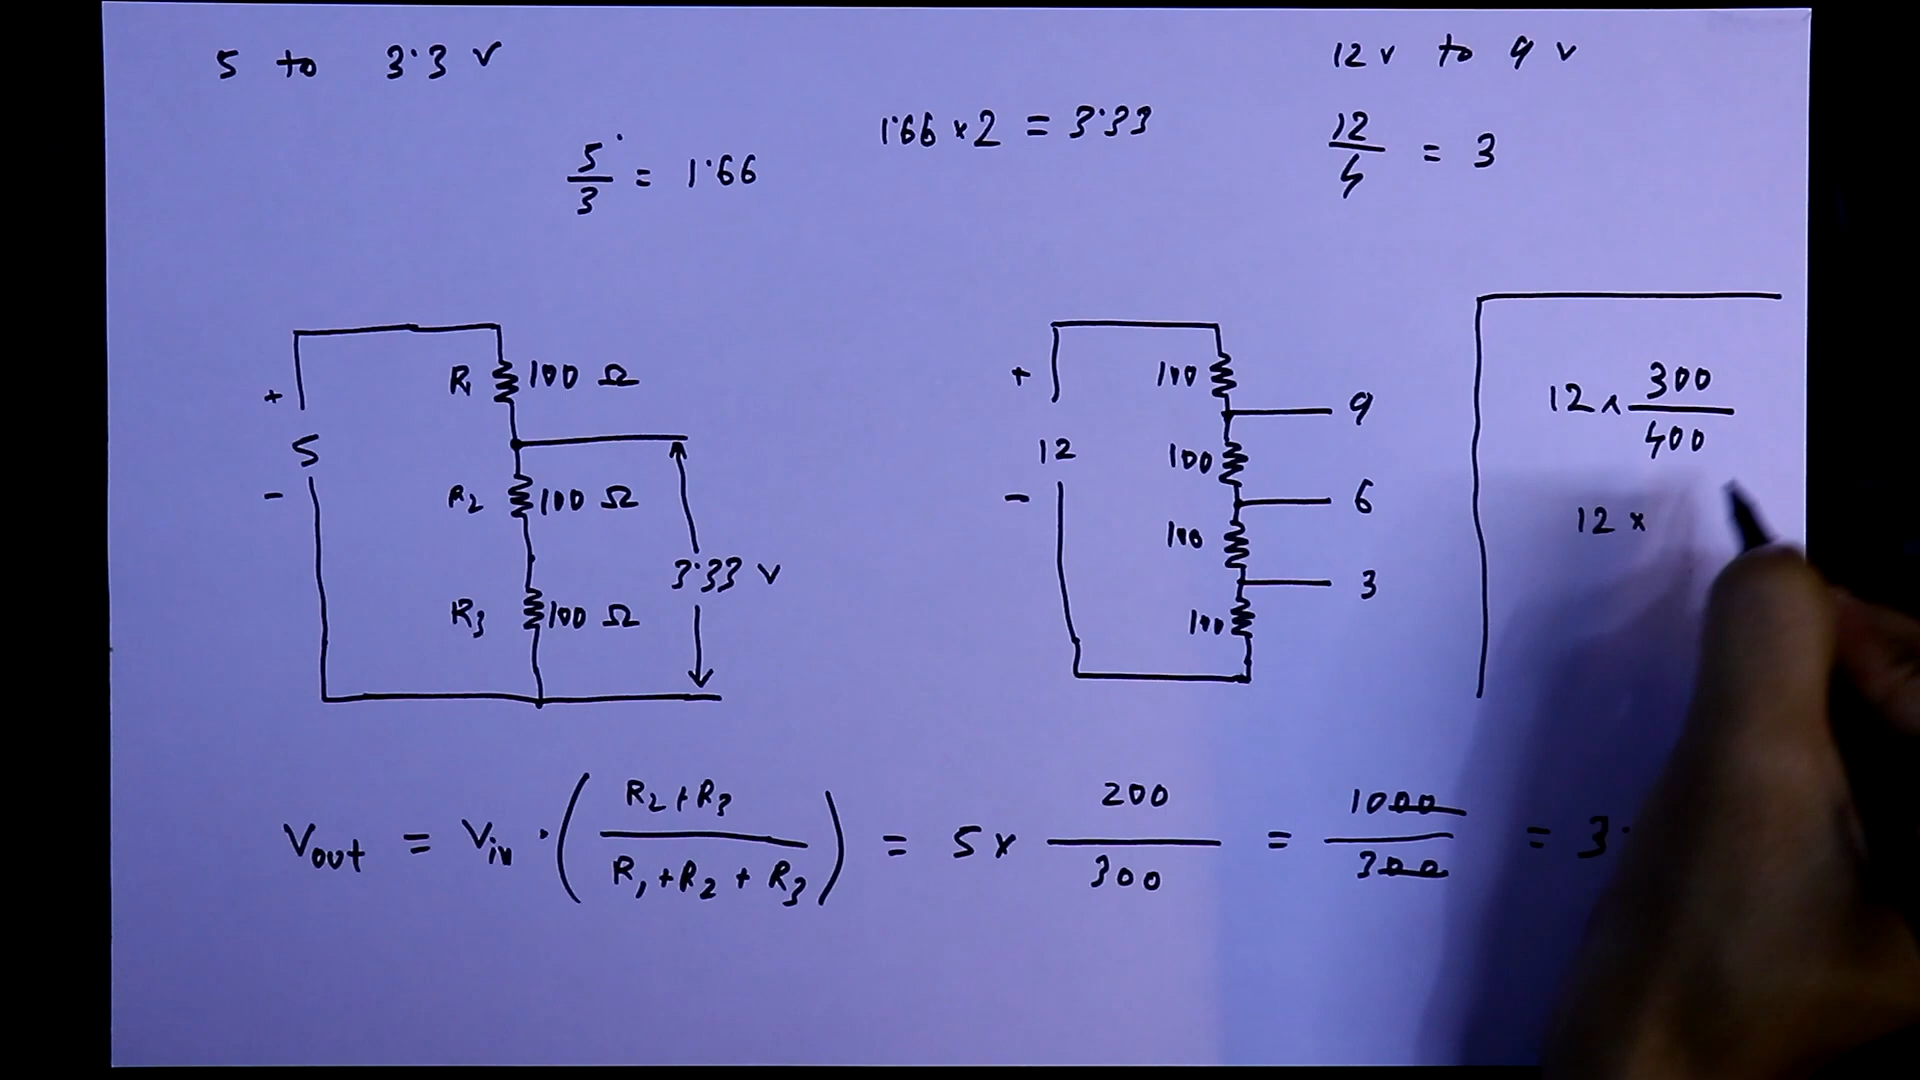 5 to 3.3 v
12 v to 9 v
5/3 = 1.66
1.66 × 2 = 3.33
12/4 = 3
+
5
-
R1 100 Ω
R2 100 Ω
R3 100 Ω
3.33 v
+
12
-
100
9
100
6
100
3
100
12 × 300/400
12 ×
Vout = Vin . (R2+R3 / R1+R2+R3) = 5 × 200/300 = 1000/300 = 3.